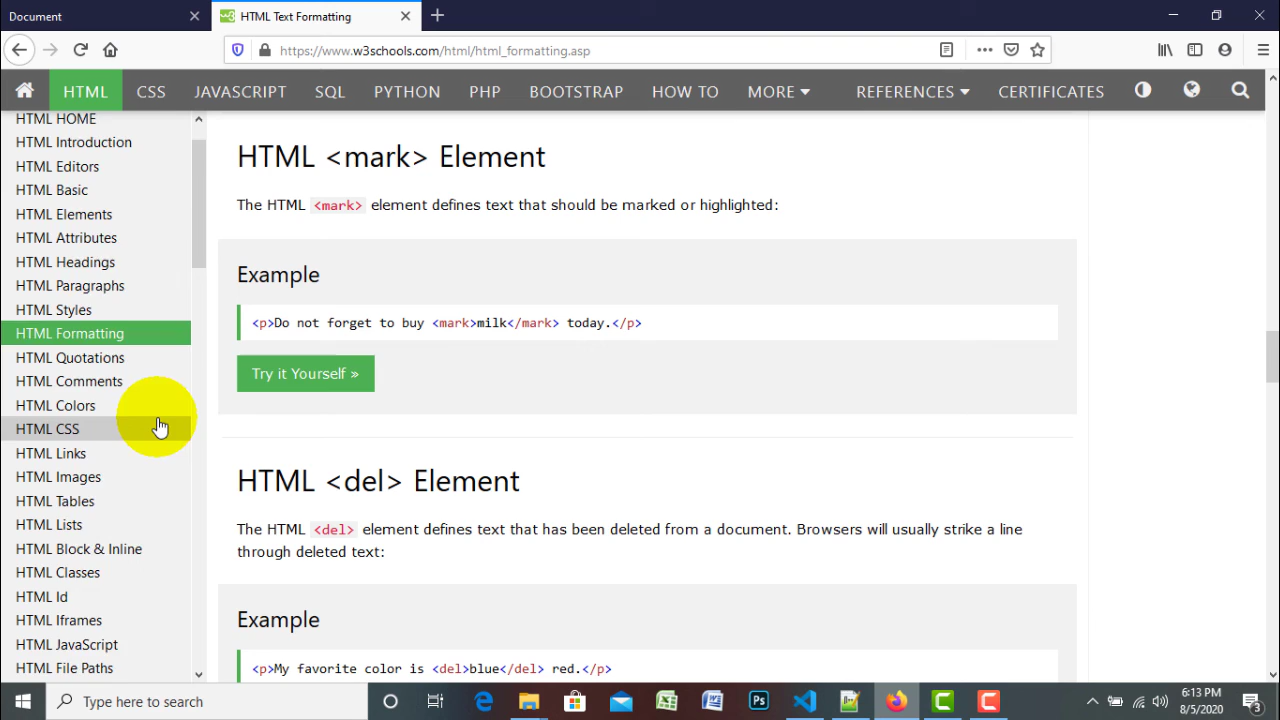 Document
HTML Text Formatting
https://www.w3schools.com/html/html_formatting.asp
HTML
CSS
JAVASCRIPT
SQL
PYTHON
PHP
BOOTSTRAP
HOW TO
MORE
REFERENCES
CERTIFICATES
HTML HOME
HTML Introduction
HTML Editors
HTML Basic
HTML Elements
HTML Attributes
HTML Headings
HTML Paragraphs
HTML Styles
HTML Formatting
HTML Quotations
HTML Comments
HTML Colors
HTML CSS
HTML Links
HTML Images
HTML Tables
HTML Lists
HTML Block & Inline
HTML Classes
HTML Id
HTML Iframes
HTML JavaScript
HTML File Paths
HTML <mark> Element
The HTML <mark> element defines text that should be marked or highlighted:
Example
<p>Do not forget to buy <mark>milk</mark> today.</p>
Try it Yourself »
HTML <del> Element
The HTML <del> element defines text that has been deleted from a document. Browsers will usually strike a line
through deleted text:
Example
<p>My favorite color is <del>blue</del> red.</p>
Type here to search
Ps
6:13 PM
8/5/2020
3